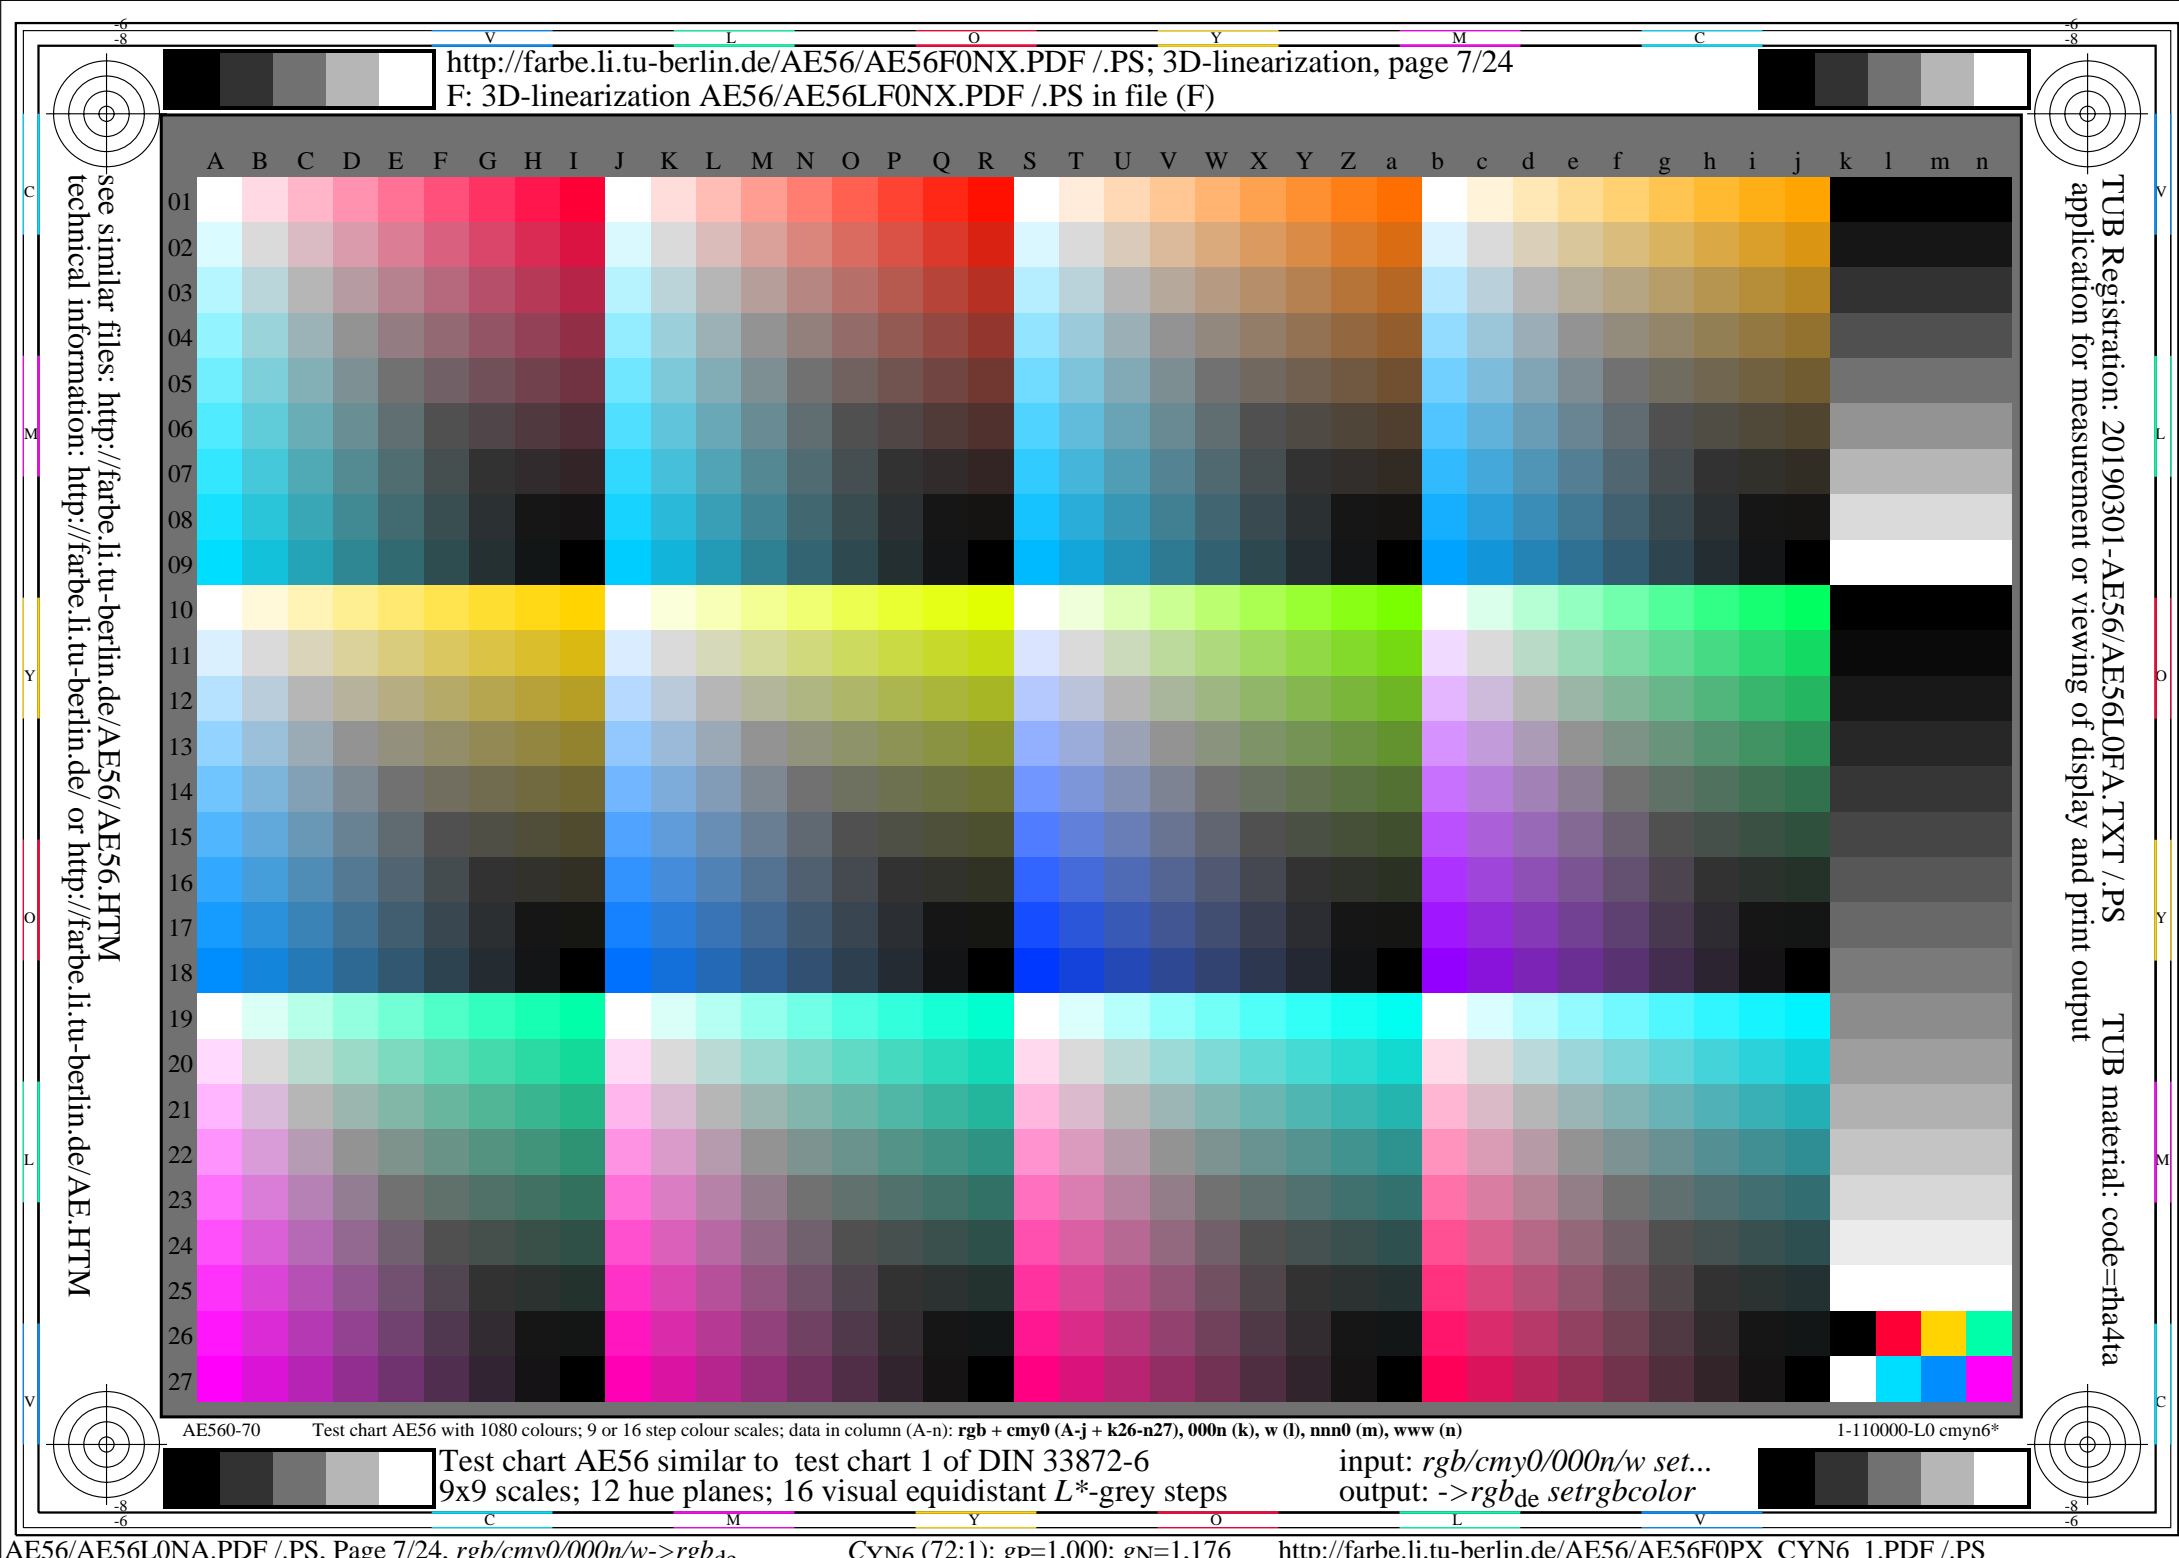 -6
-8
V L O Y M C
-6
-8
http://farbe.li.tu-berlin.de/AE56/AE56F0NX.PDF /.PS; 3D-linearization, page 7/24
F: 3D-linearization AE56/AE56LF0NX.PDF /.PS in file (F)
A B C D E F G H I J K L M N O P Q R S T U V W X Y Z a b c d e f g h i j k l m n
01
02
03
04
05
06
07
08
09
10
11
12
13
14
15
16
17
18
19
20
21
22
23
24
25
26
27
C
M
Y
O
L
V
see similar files: http://farbe.li.tu-berlin.de/AE56/AE56.HTM
technical information: http://farbe.li.tu-berlin.de/ or http://farbe.li.tu-berlin.de/AE.HTM
TUB Registration: 20190301-AE56/AE56L0FA.TXT /.PS TUB material: code=rha4ta
application for measurement or viewing of display and print output
V
L
O
Y
M
C
AE560-70 Test chart AE56 with 1080 colours; 9 or 16 step colour scales; data in column (A-n): rgb + cmy0 (A-j + k26-n27), 000n (k), w (l), nnn0 (m), www (n) 1-110000-L0 cmyn6*
Test chart AE56 similar to test chart 1 of DIN 33872-6 input: rgb/cmy0/000n/w set...
9x9 scales; 12 hue planes; 16 visual equidistant L*-grey steps output: ->rgbde setrgbcolor
-8
-6
C M Y O L V
-8
-6
AE56/AE56L0NA.PDF /.PS, Page 7/24, rgb/cmy0/000n/w->rgbde CYN6 (72:1): gP=1.000; gN=1.176 http://farbe.li.tu-berlin.de/AE56/AE56F0PX_CYN6_1.PDF /.PS